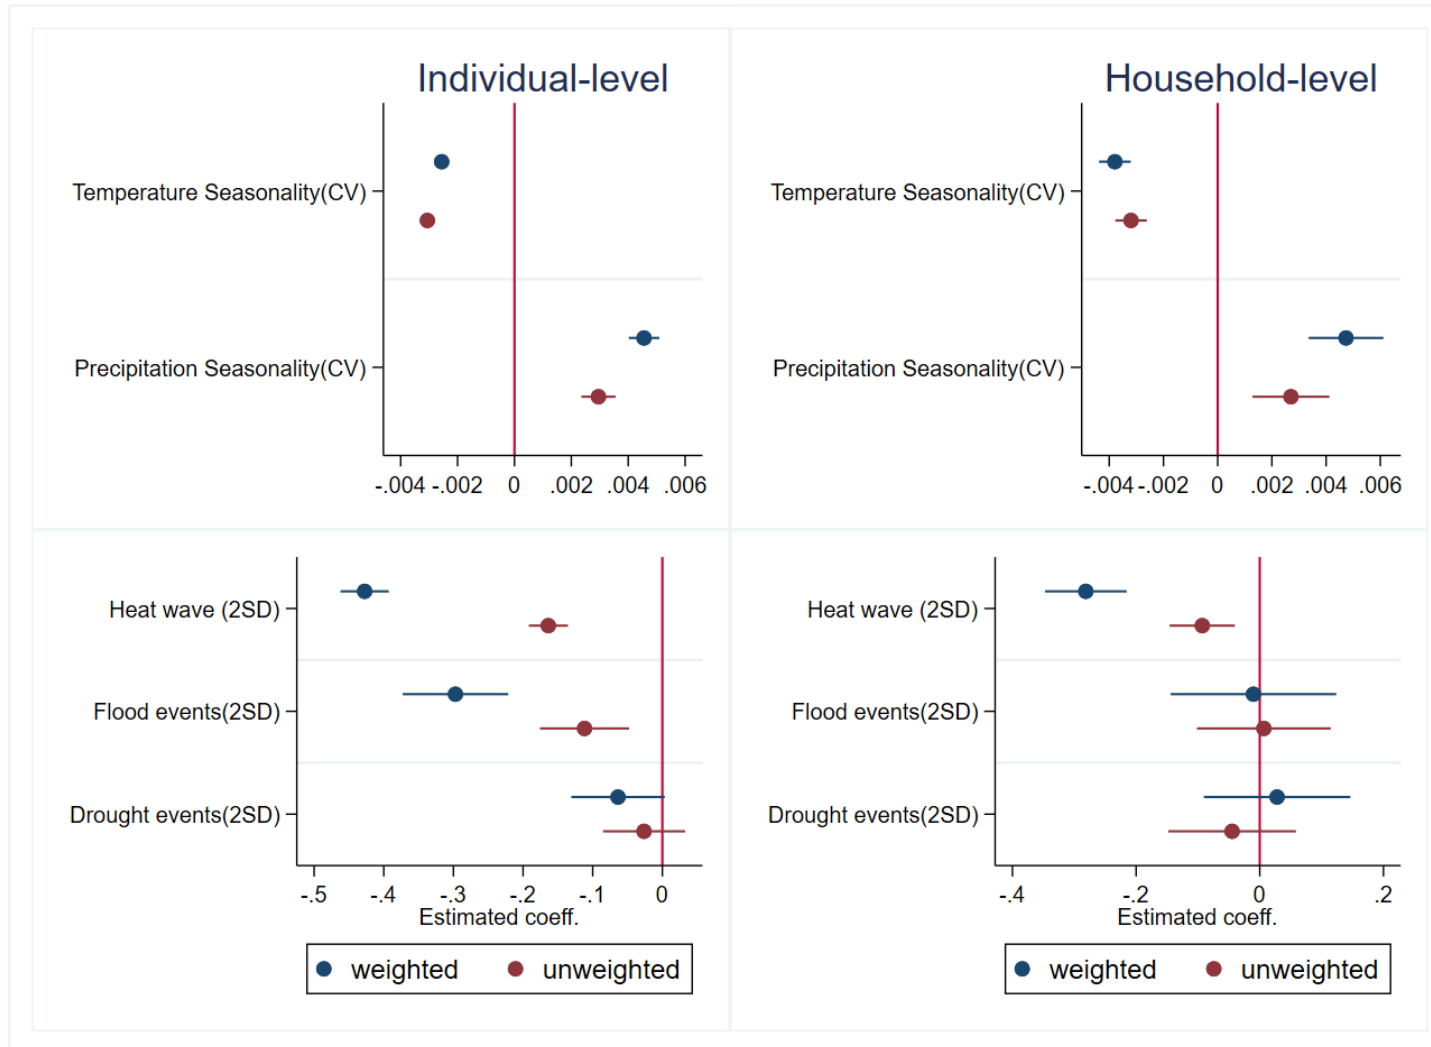 Individual-level
Temperature Seasonality(CV)
Precipitation Seasonality(CV)
-.004 -.002 0 .002 .004 .006
Household-level
Temperature Seasonality(CV)
Precipitation Seasonality(CV)
-.004 -.002 0 .002 .004 .006
Heat wave (2SD)
Flood events(2SD)
Drought events(2SD)
-.5 -.4 -.3 -.2 -.1 0
Estimated coeff.
weighted unweighted
Heat wave (2SD)
Flood events(2SD)
Drought events(2SD)
-.4 -.2 0 .2
Estimated coeff.
weighted unweighted